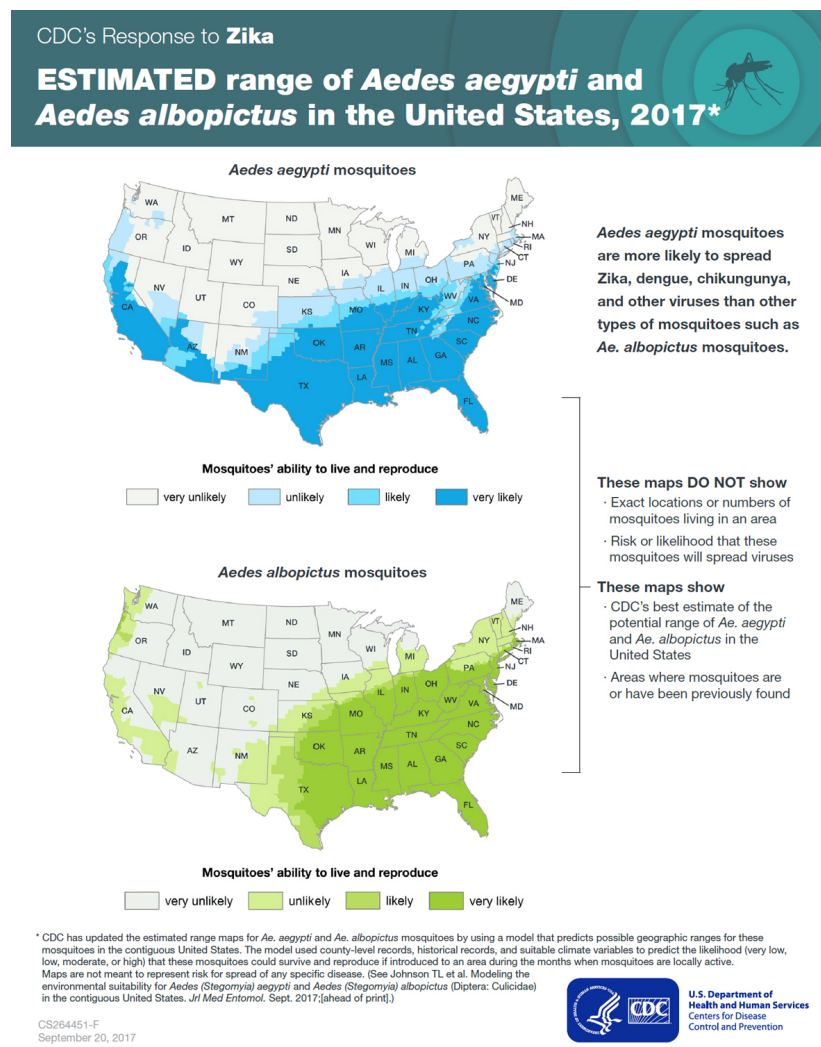 CDC's Response to Zika
ESTIMATED range of Aedes aegypti and
Aedes albopictus in the United States, 2017*
Aedes aegypti mosquitoes
WA
OR
CA
NV
ID
MT
WY
UT
AZ
CO
NM
ND
SD
NE
KS
OK
TX
MN
IA
MO
AR
LA
WI
IL
MI
IN
OH
KY
TN
MS
AL
GA
FL
SC
NC
VA
WV
PA
NY
VT
ME
NH
MA
RI
CT
NJ
DE
MD
Mosquitoes' ability to live and reproduce
very unlikely
unlikely
likely
very likely
Aedes aegypti mosquitoes
are more likely to spread
Zika, dengue, chikungunya,
and other viruses than other
types of mosquitoes such as
Ae. albopictus mosquitoes.
These maps DO NOT show
· Exact locations or numbers of
mosquitoes living in an area
· Risk or likelihood that these
mosquitoes will spread viruses
These maps show
· CDC's best estimate of the
potential range of Ae. aegypti
and Ae. albopictus in the
United States
· Areas where mosquitoes are
or have been previously found
Aedes albopictus mosquitoes
WA
OR
CA
NV
ID
MT
WY
UT
AZ
CO
NM
ND
SD
NE
KS
OK
TX
MN
IA
MO
AR
LA
WI
IL
MI
IN
OH
KY
TN
MS
AL
GA
FL
SC
NC
VA
WV
PA
NY
VT
ME
NH
MA
RI
CT
NJ
DE
MD
Mosquitoes' ability to live and reproduce
very unlikely
unlikely
likely
very likely
* CDC has updated the estimated range maps for Ae. aegypti and Ae. albopictus mosquitoes by using a model that predicts possible geographic ranges for these
mosquitoes in the contiguous United States. The model used county-level records, historical records, and suitable climate variables to predict the likelihood (very low,
low, moderate, or high) that these mosquitoes could survive and reproduce if introduced to an area during the months when mosquitoes are locally active.
Maps are not meant to represent risk for spread of any specific disease. (See Johnson TL et al. Modeling the
environmental suitability for Aedes (Stegomyia) aegypti and Aedes (Stegomyia) albopictus (Diptera: Culicidae)
in the contiguous United States. Jrl Med Entomol. Sept. 2017;[ahead of print].)
CS264451-F
September 20, 2017
CDC
U.S. Department of
Health and Human Services
Centers for Disease
Control and Prevention